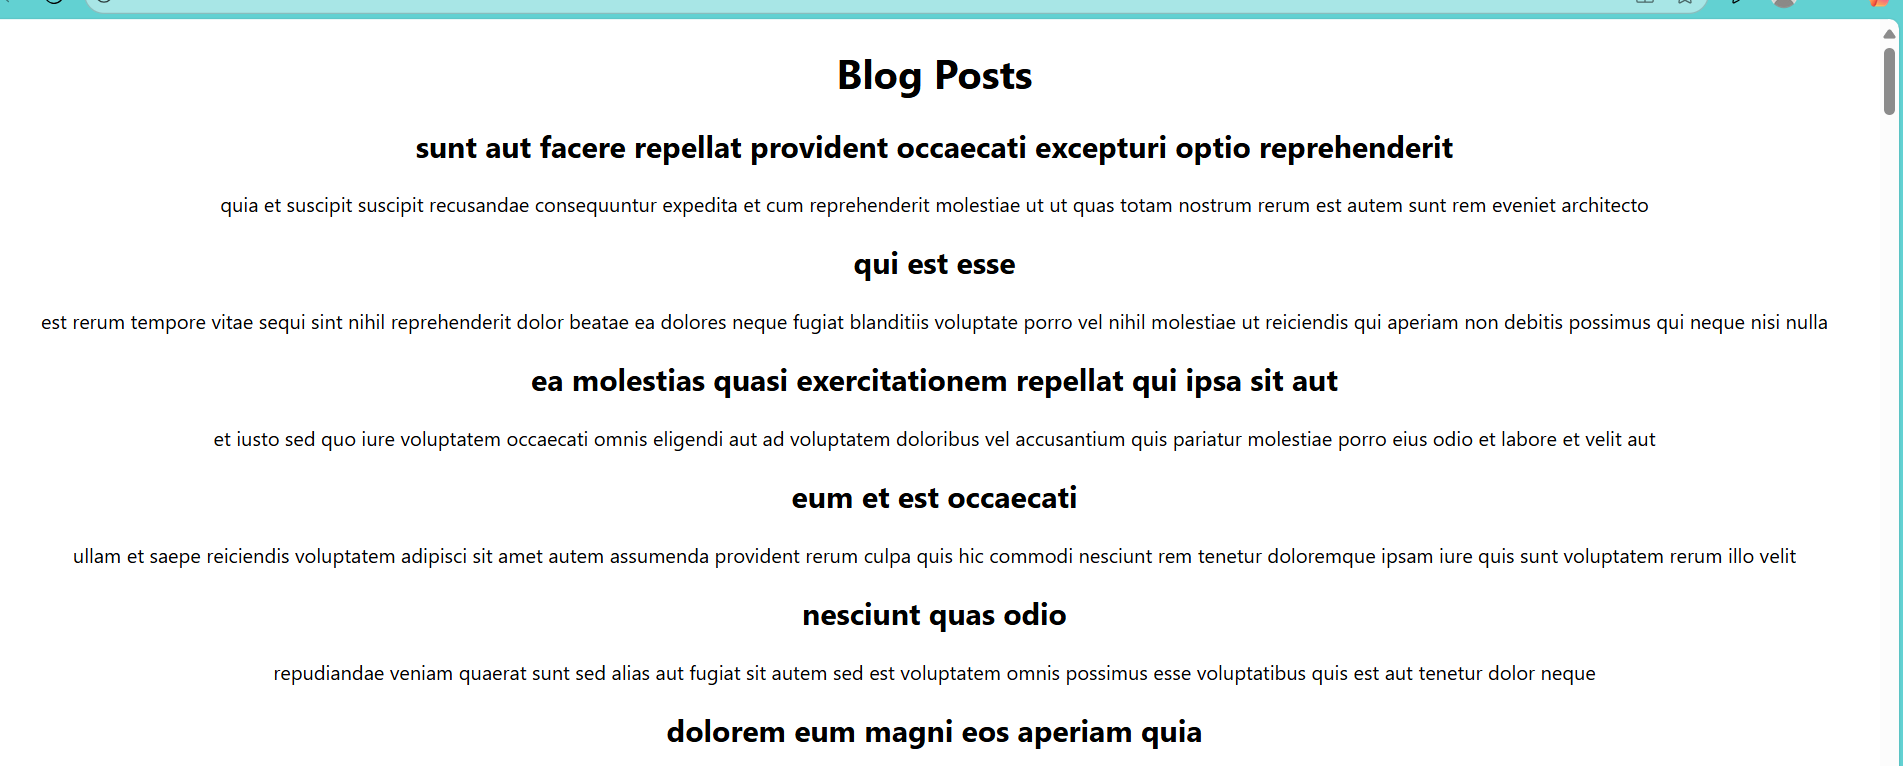 Blog Posts
sunt aut facere repellat provident occaecati excepturi optio reprehenderit
quia et suscipit suscipit recusandae consequuntur expedita et cum reprehenderit molestiae ut ut quas totam nostrum rerum est autem sunt rem eveniet architecto
qui est esse
est rerum tempore vitae sequi sint nihil reprehenderit dolor beatae ea dolores neque fugiat blanditiis voluptate porro vel nihil molestiae ut reiciendis qui aperiam non debitis possimus qui neque nisi nulla
ea molestias quasi exercitationem repellat qui ipsa sit aut
et iusto sed quo iure voluptatem occaecati omnis eligendi aut ad voluptatem doloribus vel accusantium quis pariatur molestiae porro eius odio et labore et velit aut
eum et est occaecati
ullam et saepe reiciendis voluptatem adipisci sit amet autem assumenda provident rerum culpa quis hic commodi nesciunt rem tenetur doloremque ipsam iure quis sunt voluptatem rerum illo velit
nesciunt quas odio
repudiandae veniam quaerat sunt sed alias aut fugiat sit autem sed est voluptatem omnis possimus esse voluptatibus quis est aut tenetur dolor neque
dolorem eum magni eos aperiam quia